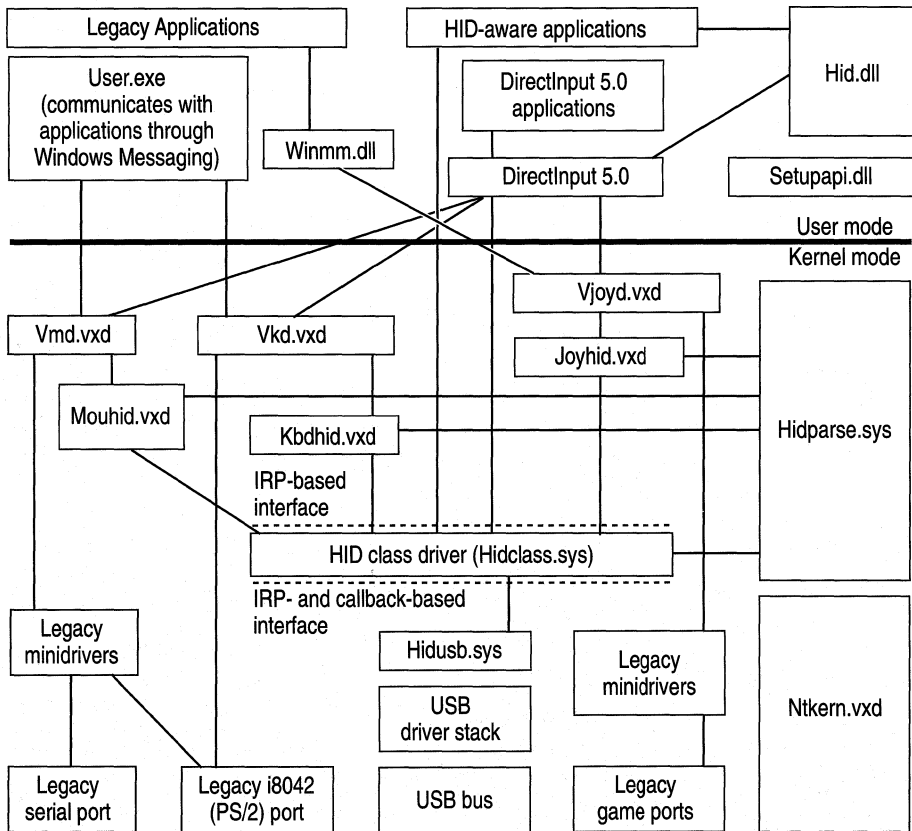 Legacy Applications
HID-aware applications
Hid.dll
User.exe
(communicates with
applications through
Windows Messaging)
DirectInput 5.0
applications
Winmm.dll
DirectInput 5.0
Setupapi.dll
User mode
Kernel mode
Vjoyd.vxd
Vmd.vxd
Vkd.vxd
Joyhid.vxd
Mouhid.vxd
Kbdhid.vxd
Hidparse.sys
IRP-based
interface
HID class driver (Hidclass.sys)
IRP- and callback-based
interface
Legacy
minidrivers
Hidusb.sys
Legacy
minidrivers
USB
driver stack
Ntkern.vxd
Legacy
serial port
Legacy i8042
(PS/2) port
USB bus
Legacy
game ports